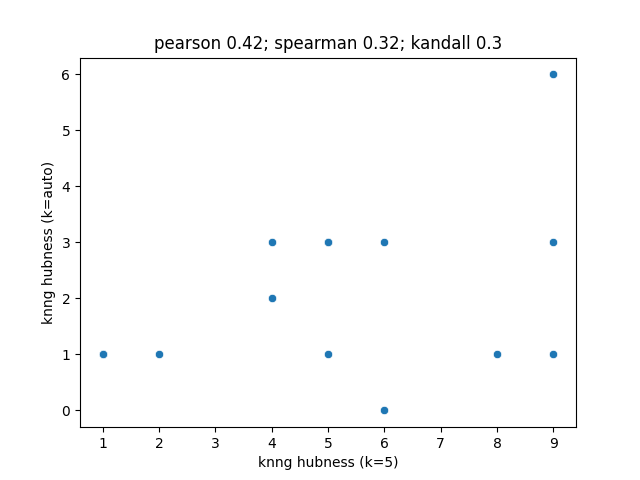 pearson 0.42; spearman 0.32; kandall 0.3
6
5
4
3
2
1
0
knng hubness (k=auto)
1 2 3 4 5 6 7 8 9
knng hubness (k=5)